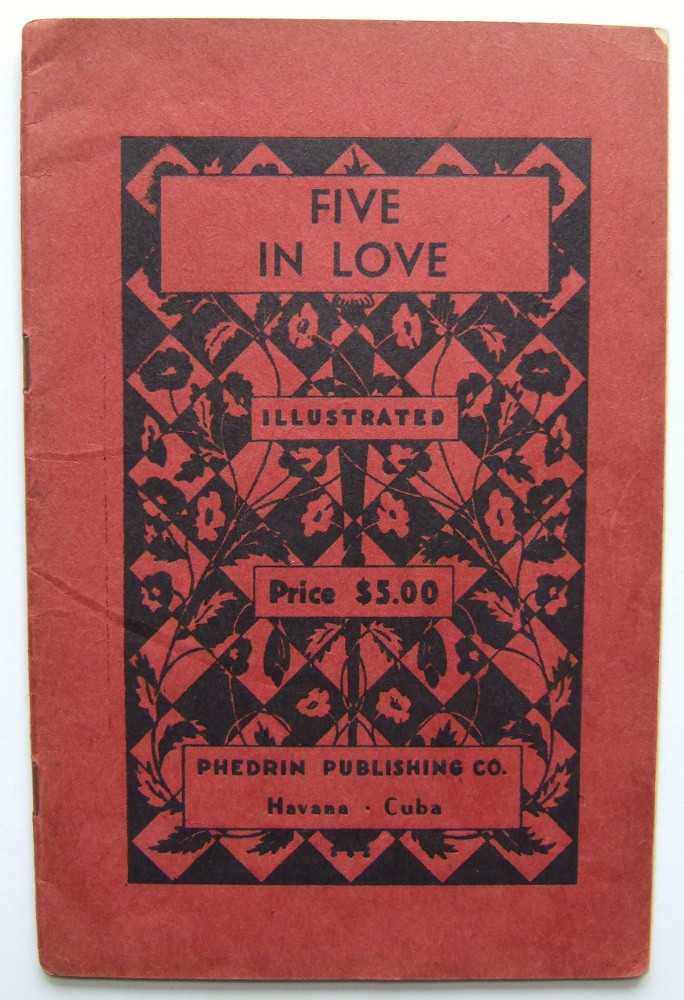 FIVE
IN LOVE
ILLUSTRATED
Price $5.00
PHEDRIN PUBLISHING CO.
Havana · Cuba